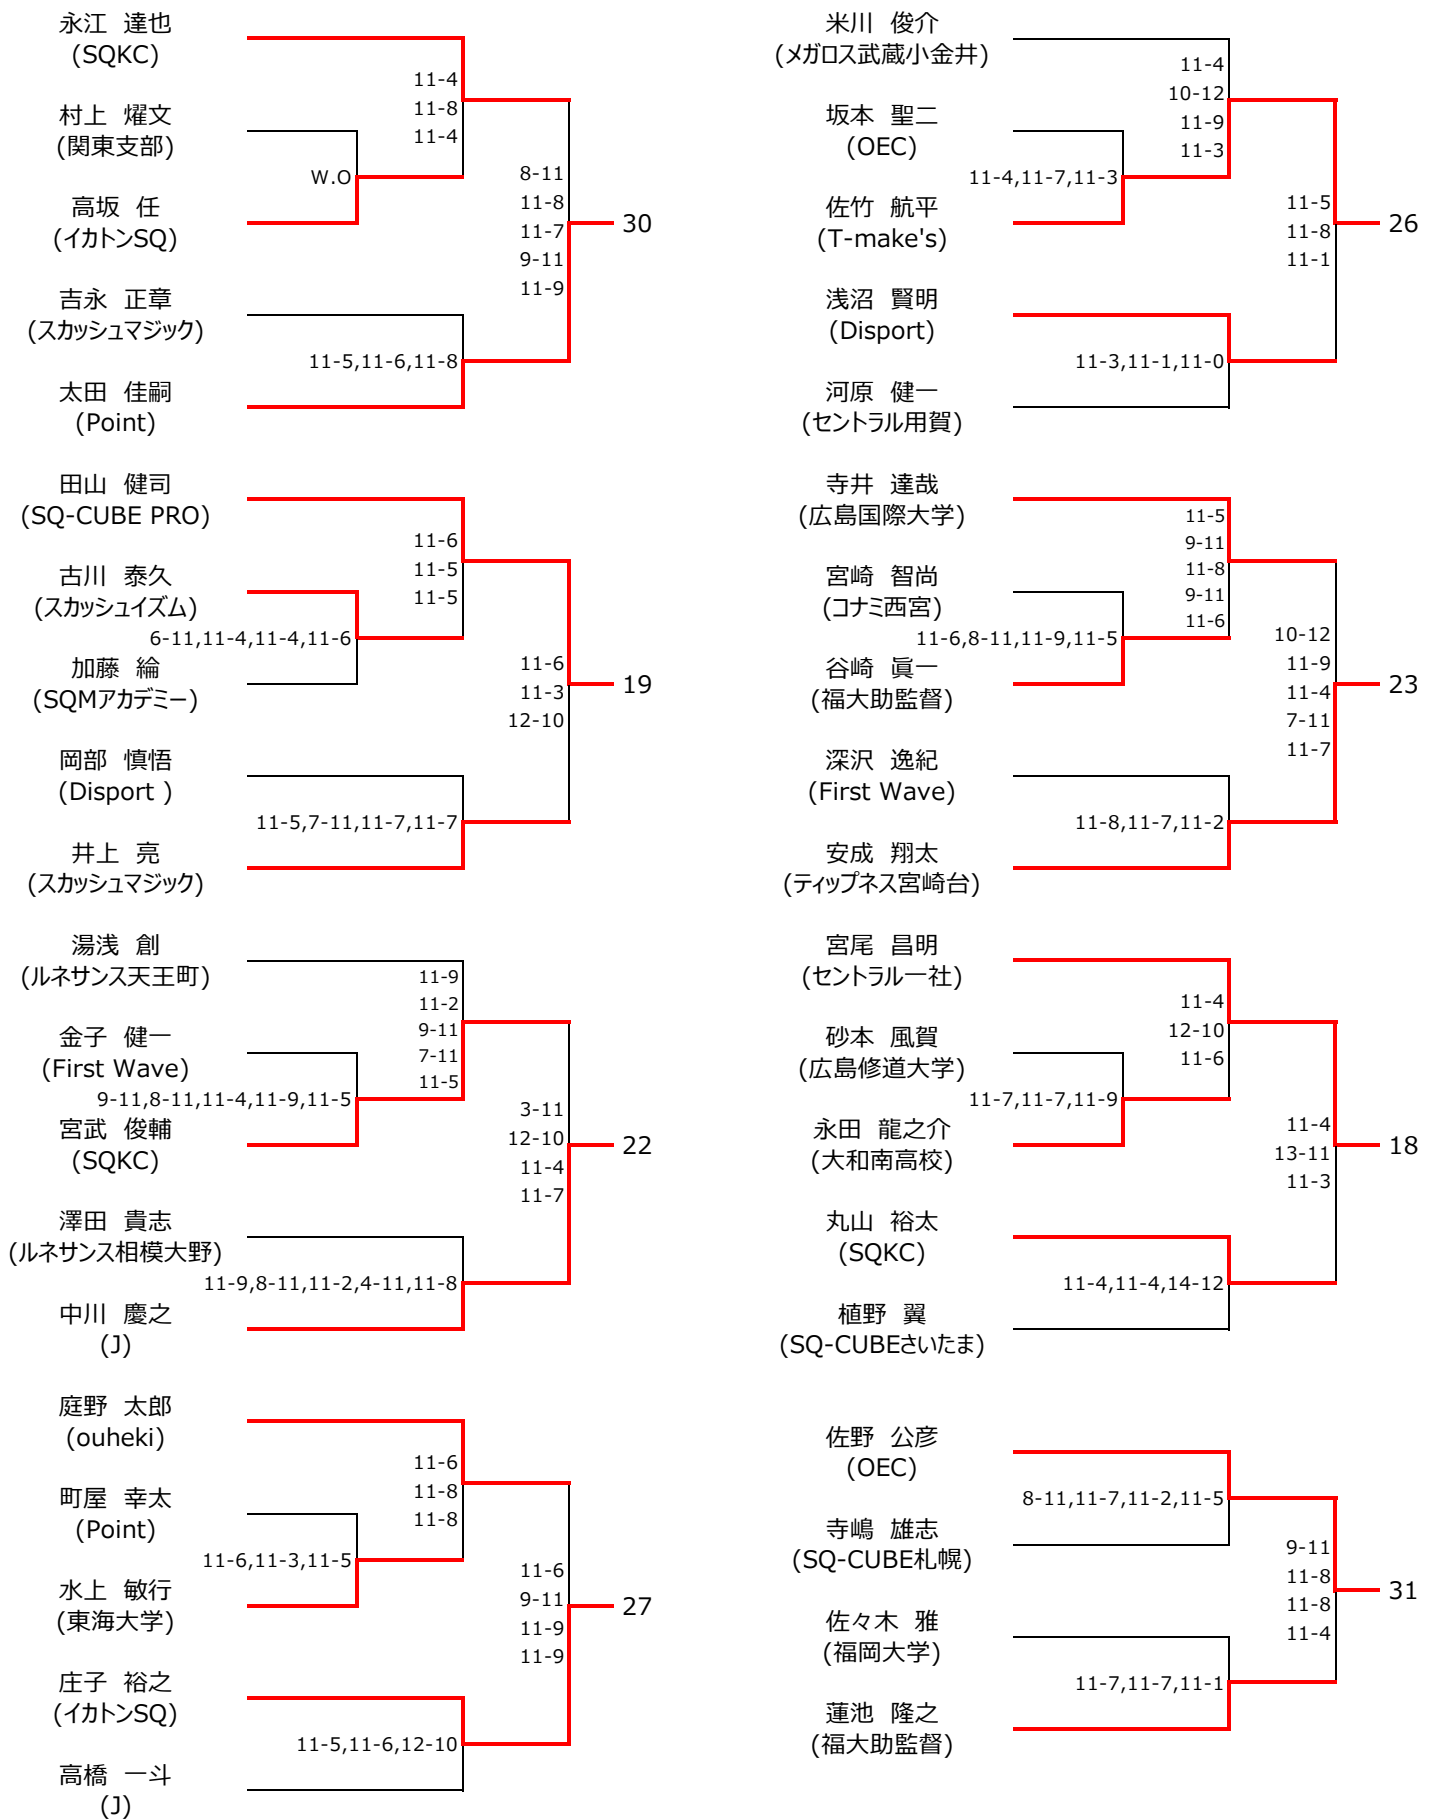 永江 達也
(SQKC)
11-4
11-8
11-4
村上 燿文
(関東支部)
W.O
高坂 任
(イカトンSQ)
8-11
11-8
11-7
9-11
11-9
30
吉永 正章
(スカッシュマジック)
11-5,11-6,11-8
太田 佳嗣
(Point)
田山 健司
(SQ-CUBE PRO)
11-6
11-5
11-5
古川 泰久
(スカッシュイズム)
6-11,11-4,11-4,11-6
加藤 綸
(SQMアカデミー)
11-6
11-3
12-10
19
岡部 慎悟
(Disport )
11-5,7-11,11-7,11-7
井上 亮
(スカッシュマジック)
湯浅 創
(ルネサンス天王町)
11-9
11-2
9-11
7-11
11-5
金子 健一
(First Wave)
9-11,8-11,11-4,11-9,11-5
宮武 俊輔
(SQKC)
3-11
12-10
11-4
11-7
22
澤田 貴志
(ルネサンス相模大野)
11-9,8-11,11-2,4-11,11-8
中川 慶之
(J)
庭野 太郎
(ouheki)
11-6
11-8
11-8
町屋 幸太
(Point)
11-6,11-3,11-5
水上 敏行
(東海大学)
11-6
9-11
11-9
11-9
27
庄子 裕之
(イカトンSQ)
11-5,11-6,12-10
高橋 一斗
(J)
米川 俊介
(メガロス武蔵小金井)
11-4
10-12
11-9
11-3
坂本 聖二
(OEC)
11-4,11-7,11-3
佐竹 航平
(T-make's)
11-5
11-8
11-1
26
浅沼 賢明
(Disport)
11-3,11-1,11-0
河原 健一
(セントラル用賀)
寺井 達哉
(広島国際大学)
11-5
9-11
11-8
9-11
11-6
宮崎 智尚
(コナミ西宮)
11-6,8-11,11-9,11-5
谷崎 眞一
(福大助監督)
10-12
11-9
11-4
7-11
11-7
23
深沢 逸紀
(First Wave)
11-8,11-7,11-2
安成 翔太
(ティップネス宮崎台)
宮尾 昌明
(セントラル一社)
11-4
12-10
11-6
砂本 風賀
(広島修道大学)
11-7,11-7,11-9
永田 龍之介
(大和南高校)
11-4
13-11
11-3
18
丸山 裕太
(SQKC)
11-4,11-4,14-12
植野 翼
(SQ-CUBEさいたま)
佐野 公彦
(OEC)
8-11,11-7,11-2,11-5
寺嶋 雄志
(SQ-CUBE札幌)
9-11
11-8
11-8
11-4
31
佐々木 雅
(福岡大学)
11-7,11-7,11-1
蓮池 隆之
(福大助監督)